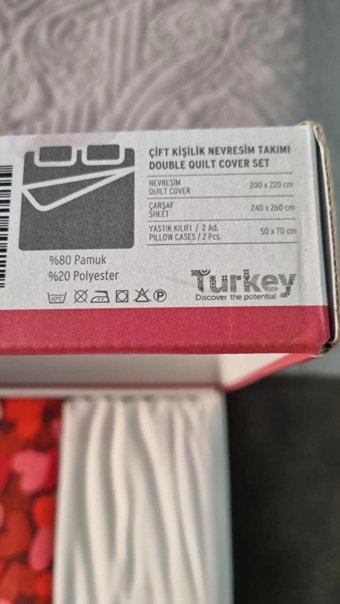 ÇİFT KİŞİLİK NEVRESİM TAKIMI
DOUBLE QUILT COVER SET
NEVRESİM
QUILT COVER
200 x 220 cm
ÇARŞAF
SHEET
240 x 260 cm
YASTIK KILIFI / 2 Ad.
PILLOW CASES / 2 Pcs.
50 x 70 cm
%80 Pamuk
%20 Polyester
Turkey
Discover the potential